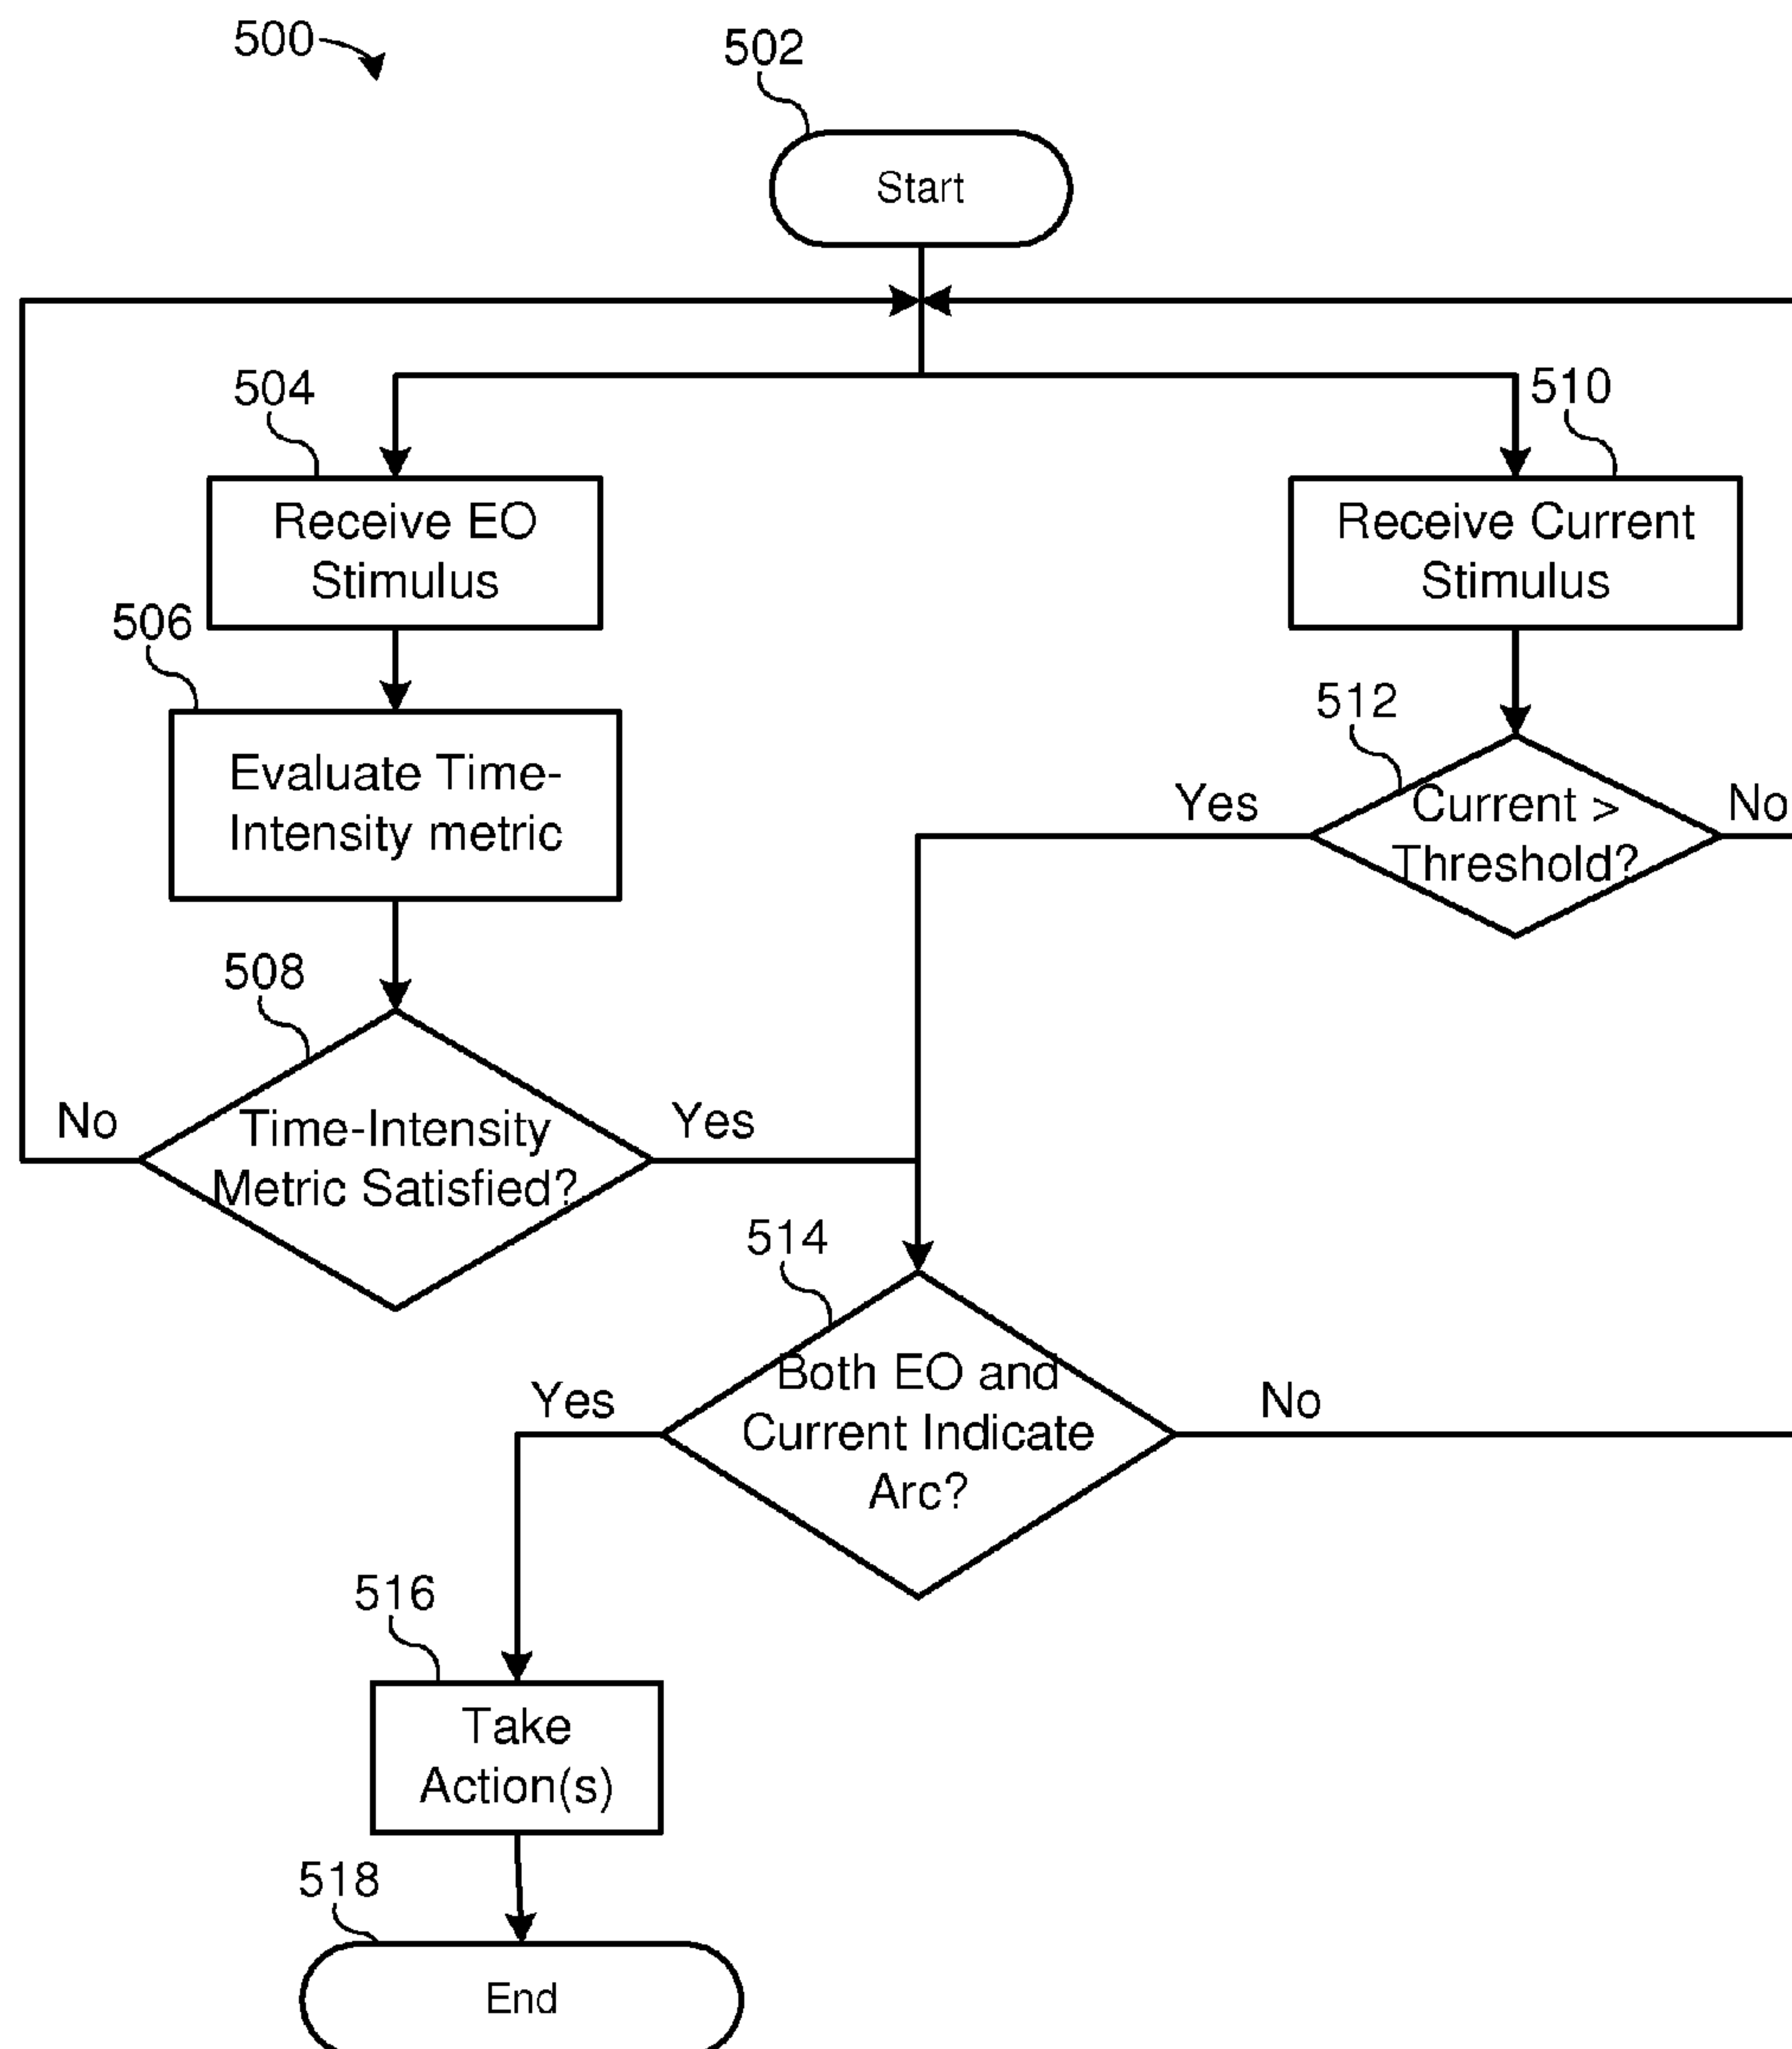 500
502
Start
504
510
Receive EO
Stimulus
Receive Current
Stimulus
506
Evaluate Time-
Intensity metric
512
Yes
Current >
Threshold?
No
508
No
Time-Intensity
Metric Satisfied?
Yes
514
Yes
Both EO and
Current Indicate
Arc?
No
516
Take
Action(s)
518
End